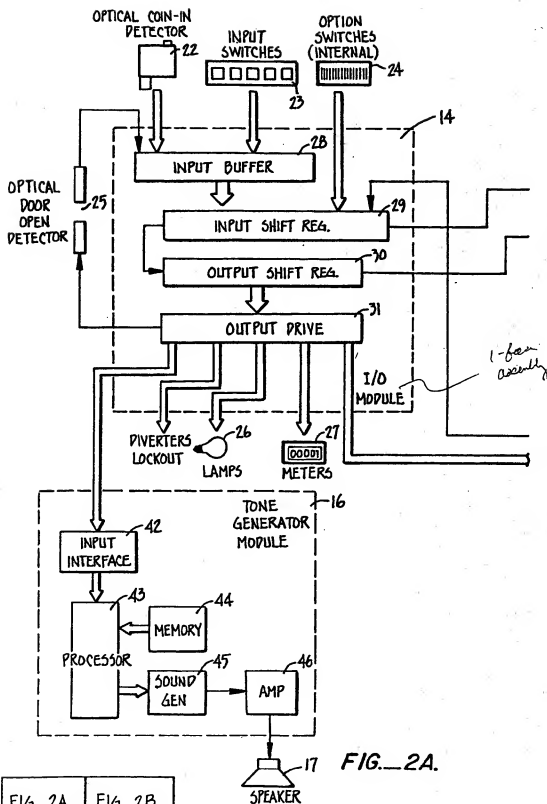 OPTICAL COIN-IN
DETECTOR
22
INPUT
SWITCHES
23
OPTION
SWITCHES
(INTERNAL)
24
14
28
INPUT BUFFER
OPTICAL
DOOR
OPEN
DETECTOR
25
29
INPUT SHIFT REG.
30
OUTPUT SHIFT REG.
31
OUTPUT DRIVE
I/O
MODULE
assembly
DIVERTERS
LOCKOUT
26
LAMPS
27
00001
METERS
TONE
GENERATOR
MODULE
16
42
INPUT
INTERFACE
43
PROCESSOR
44
MEMORY
45
SOUND
GEN
46
AMP
17
SPEAKER
FIG._2A.
FIG. 2A
FIG. 2B